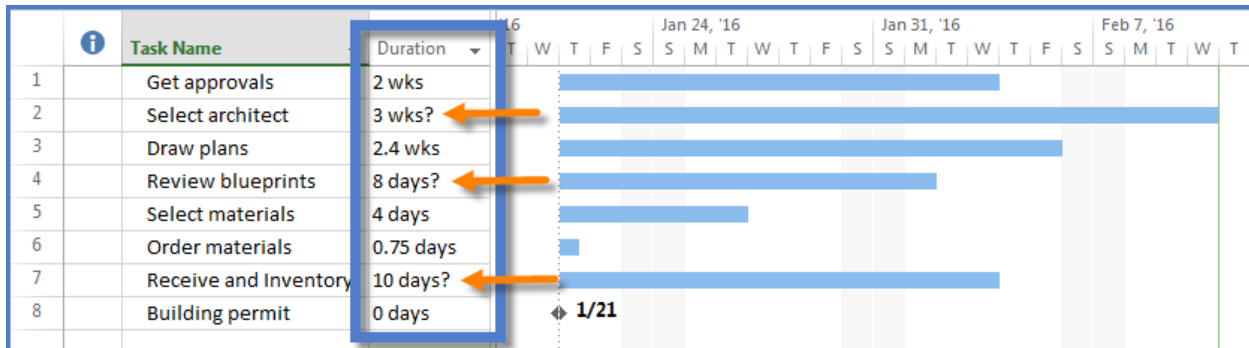 '16 Jan 24, '16 Jan 31, '16 Feb 7, '16
i Task Name Duration T W T F S S M T W T F S S M T W T F S S M T W T
1 Get approvals 2 wks
2 Select architect 3 wks?
3 Draw plans 2.4 wks
4 Review blueprints 8 days?
5 Select materials 4 days
6 Order materials 0.75 days
7 Receive and Inventory 10 days?
8 Building permit 0 days 1/21